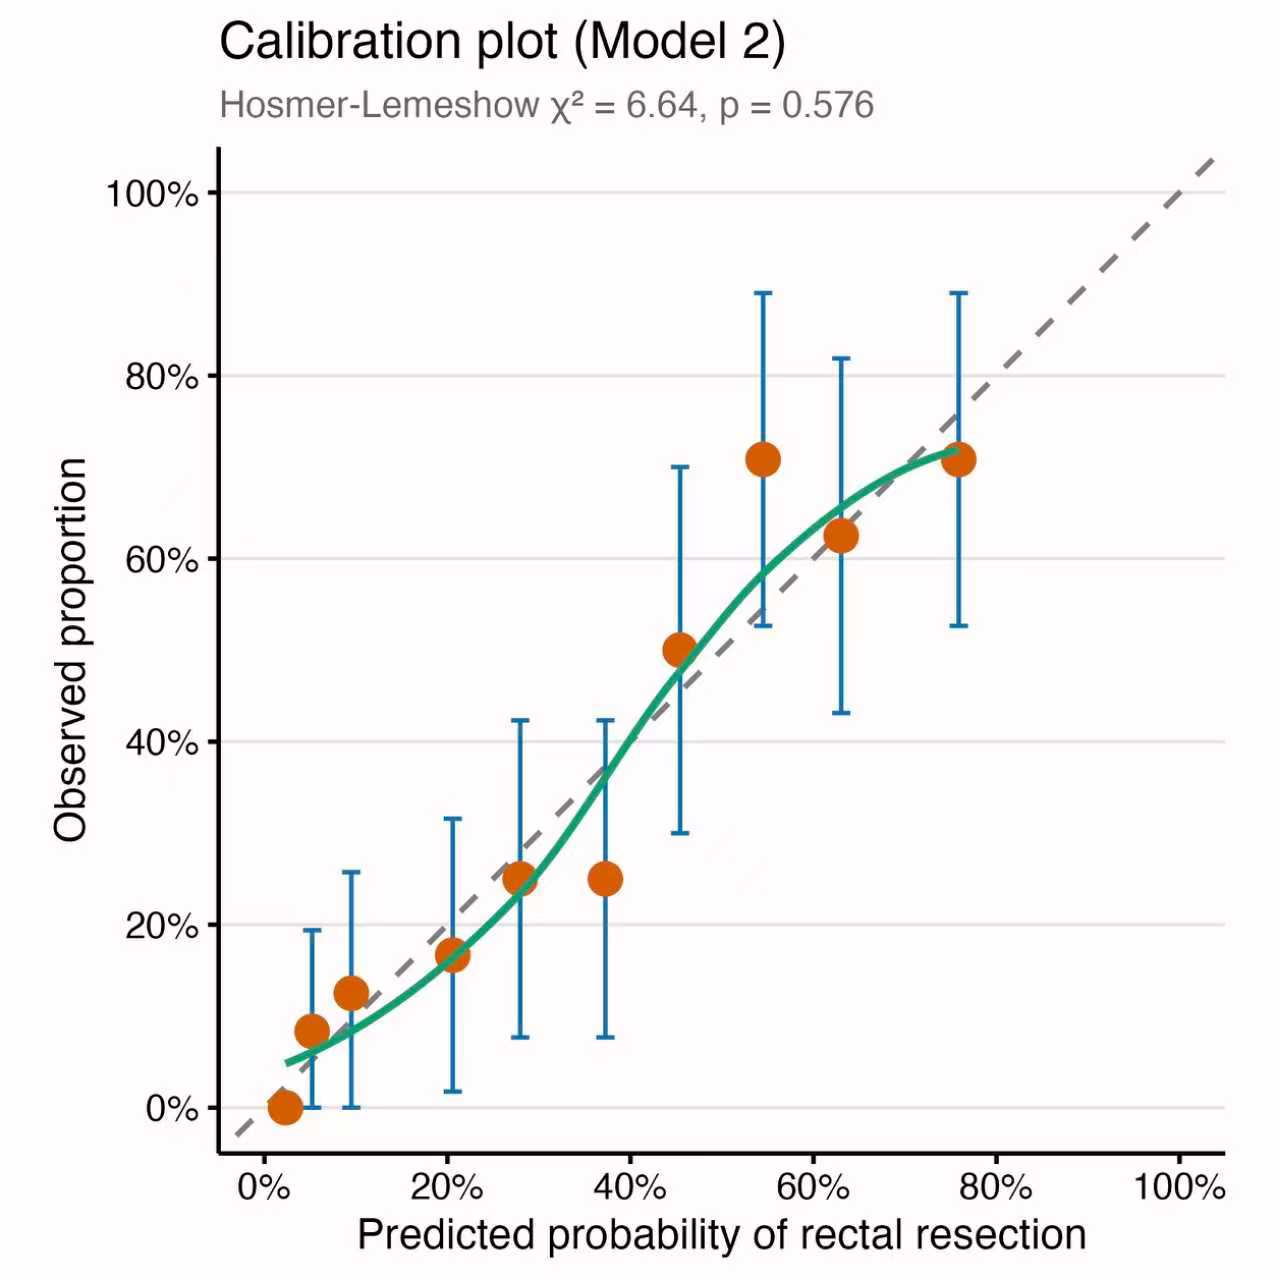 Calibration plot (Model 2)
Hosmer-Lemeshow χ² = 6.64, p = 0.576
100%
80%
60%
40%
20%
0%
Observed proportion
0% 20% 40% 60% 80% 100%
Predicted probability of rectal resection